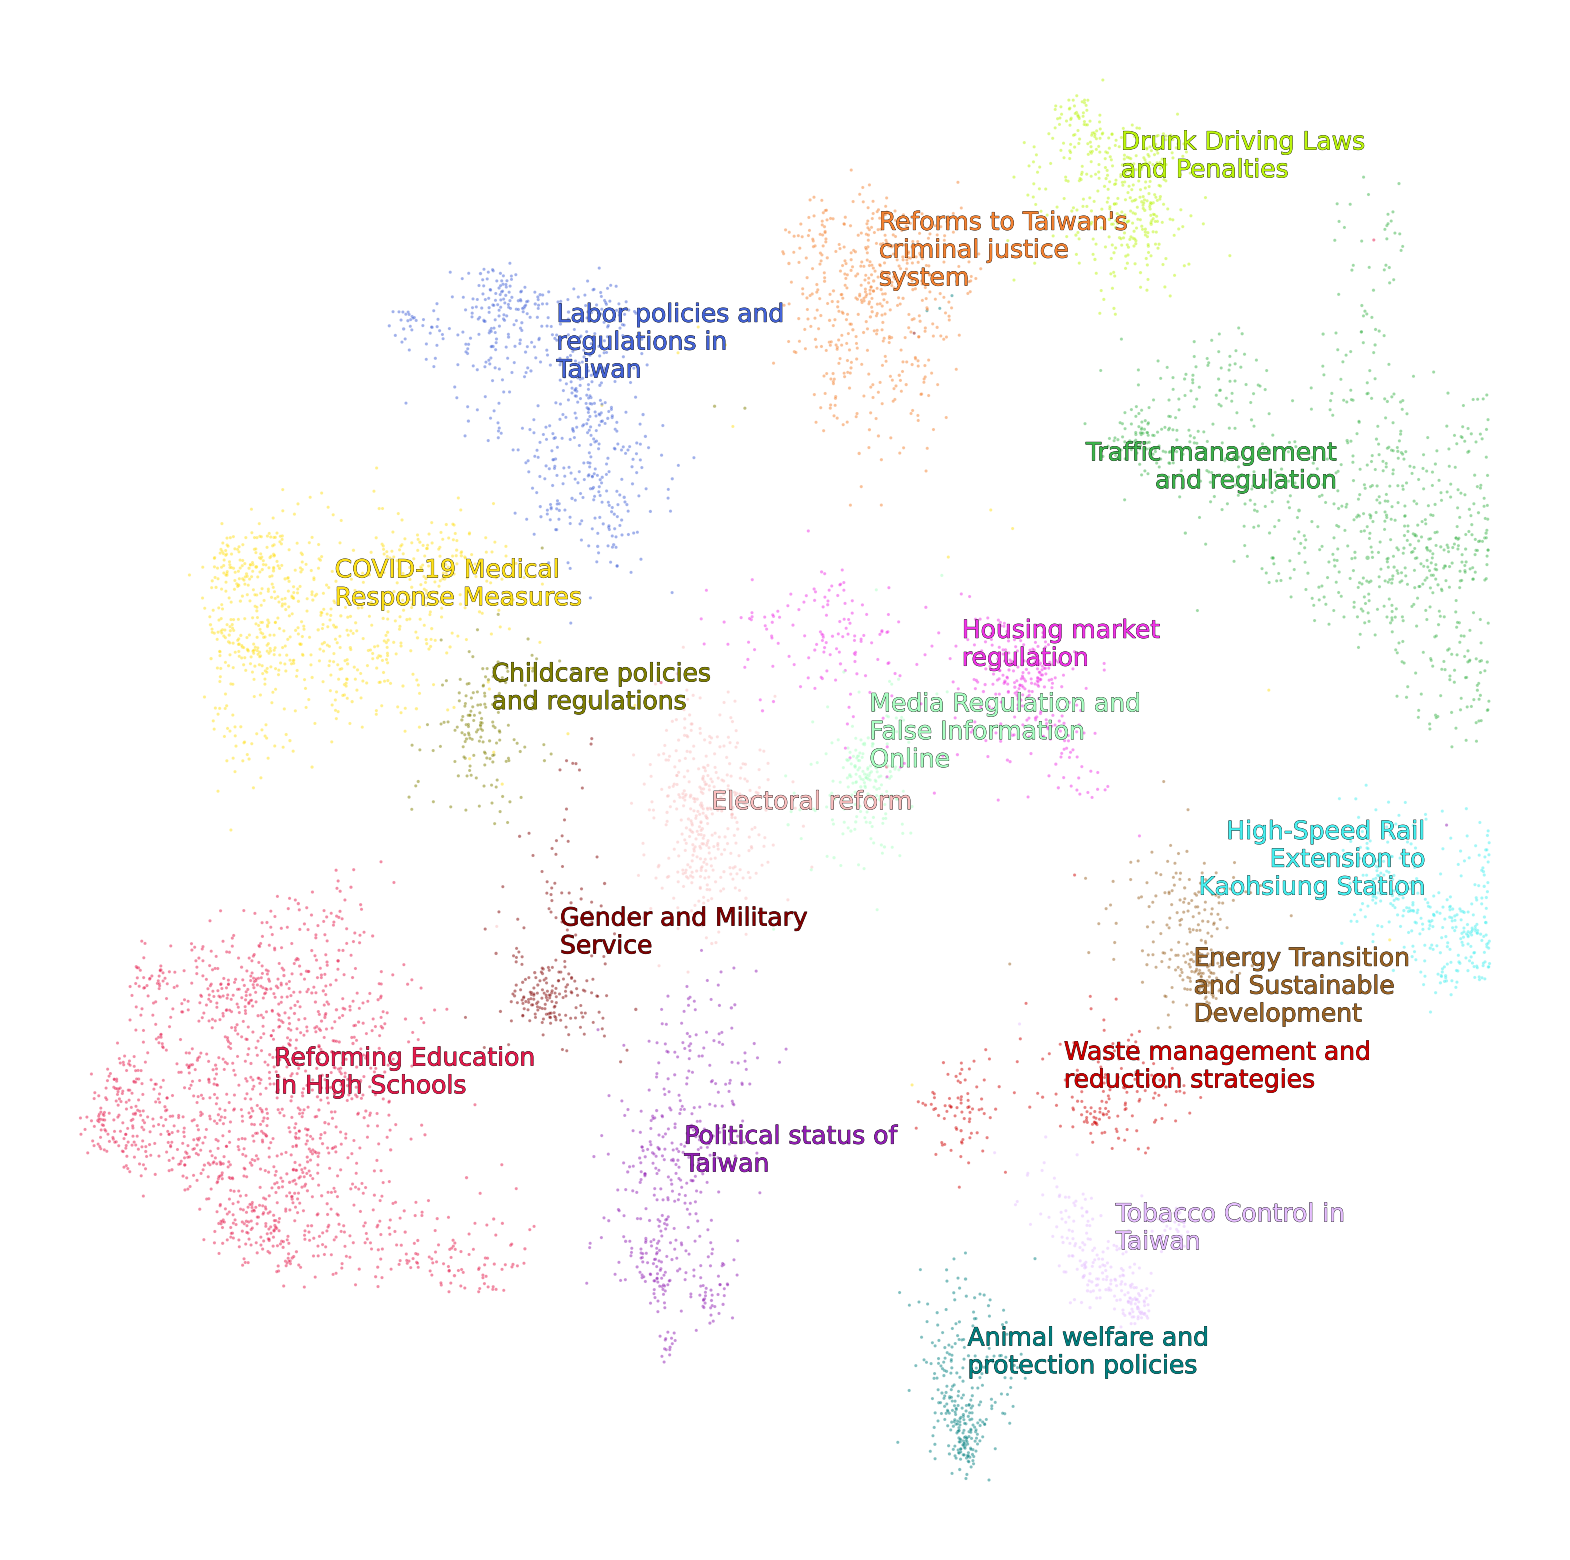 Drunk Driving Laws
and Penalties
Reforms to Taiwan's
criminal justice
system
Labor policies and
regulations in
Taiwan
Traffic management
and regulation
COVID-19 Medical
Response Measures
Housing market
regulation
Childcare policies
and regulations
Media Regulation and
False Information
Online
Electoral reform
High-Speed Rail
Extension to
Kaohsiung Station
Gender and Military
Service
Energy Transition
and Sustainable
Development
Reforming Education
in High Schools
Waste management and
reduction strategies
Political status of
Taiwan
Tobacco Control in
Taiwan
Animal welfare and
protection policies